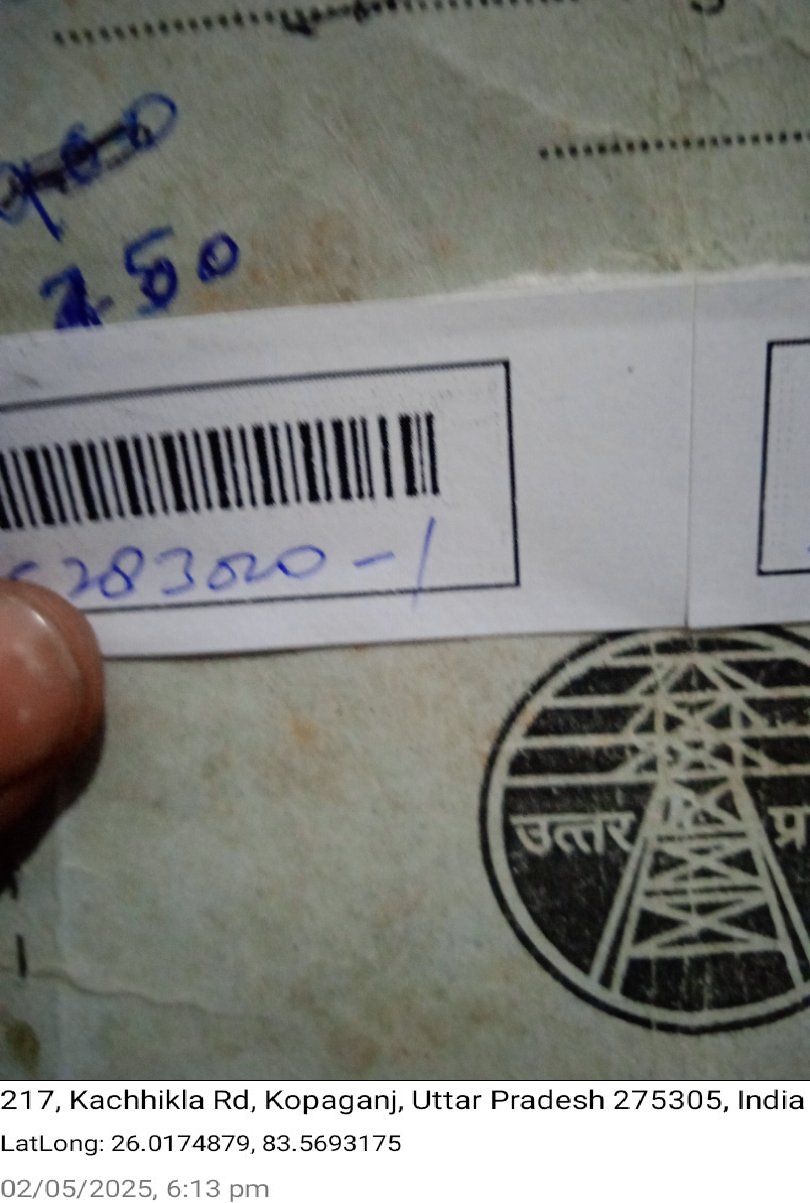 250
283020-1
उत्तर
217, Kachhikla Rd, Kopaganj, Uttar Pradesh 275305, India
LatLong: 26.0174879, 83.5693175
02/05/2025, 6:13 pm